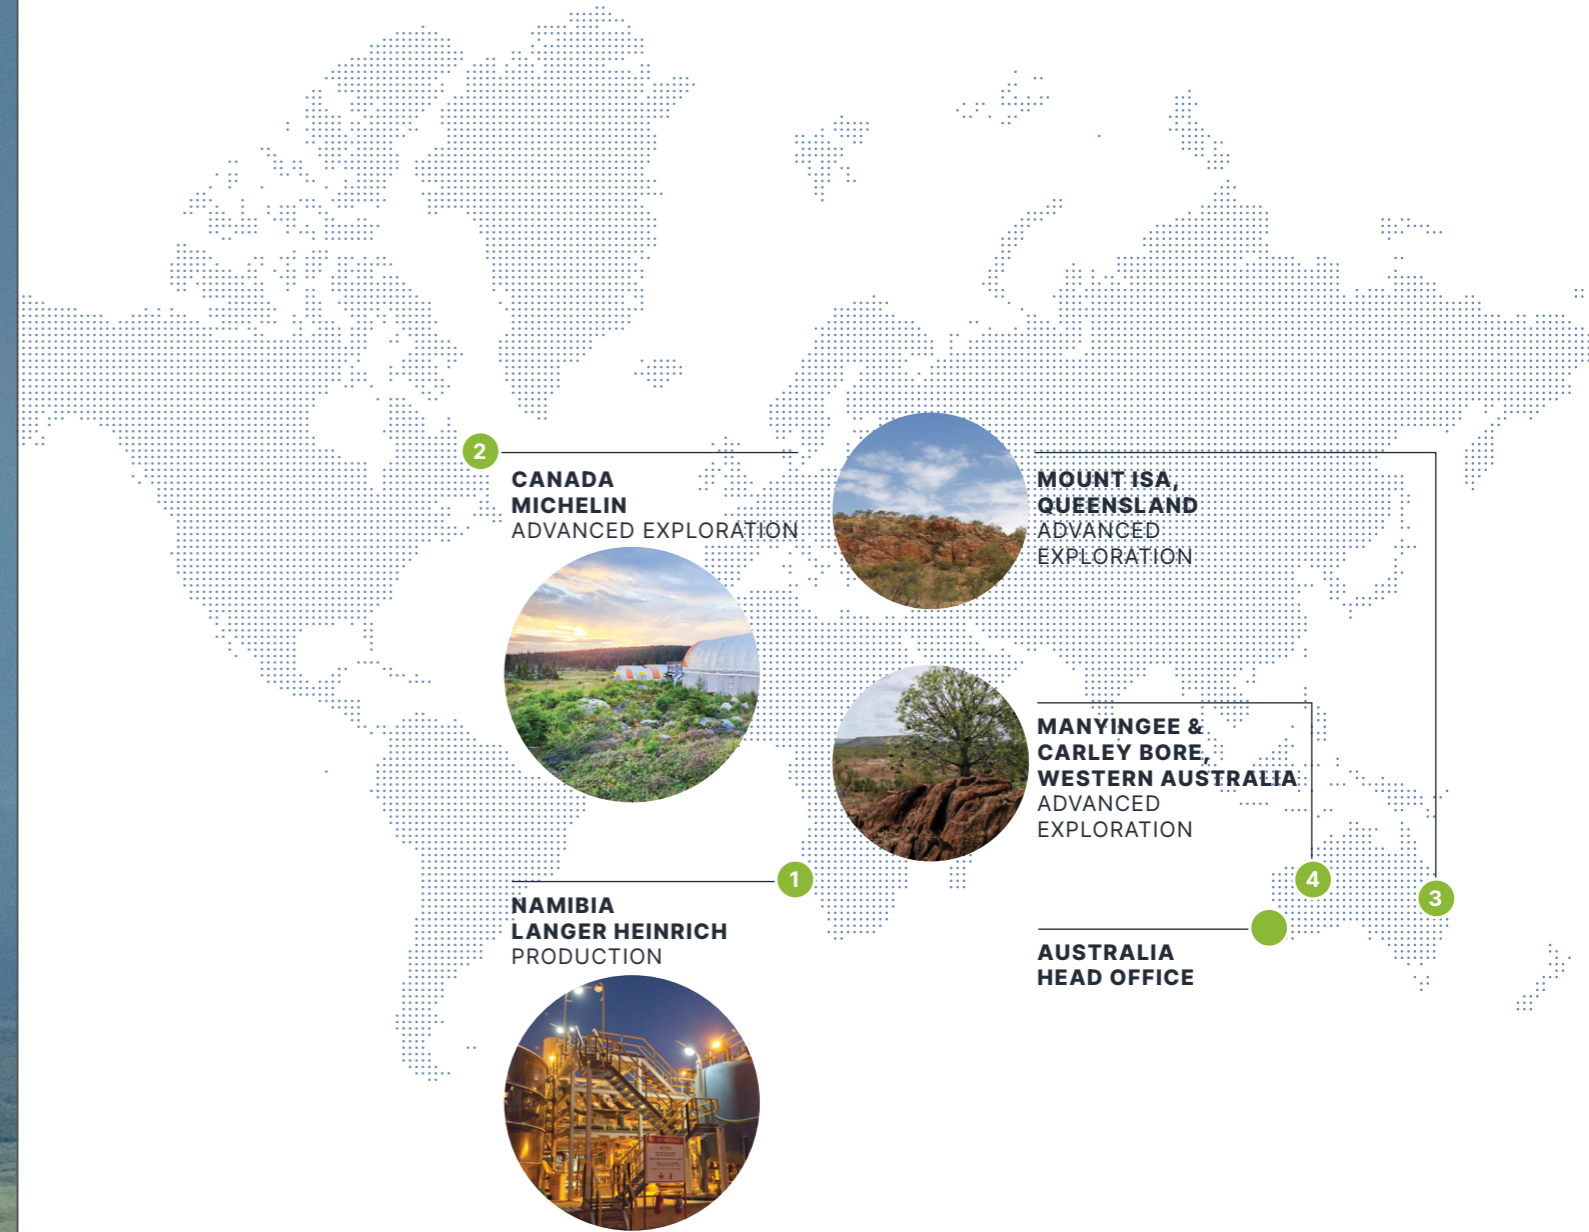 2
CANADA
MICHELIN
ADVANCED EXPLORATION
MOUNT ISA,
QUEENSLAND
ADVANCED
EXPLORATION
MANYINGEE &
CARLEY BORE,
WESTERN AUSTRALIA
ADVANCED
EXPLORATION
1
NAMIBIA
LANGER HEINRICH
PRODUCTION
4
3
AUSTRALIA
HEAD OFFICE